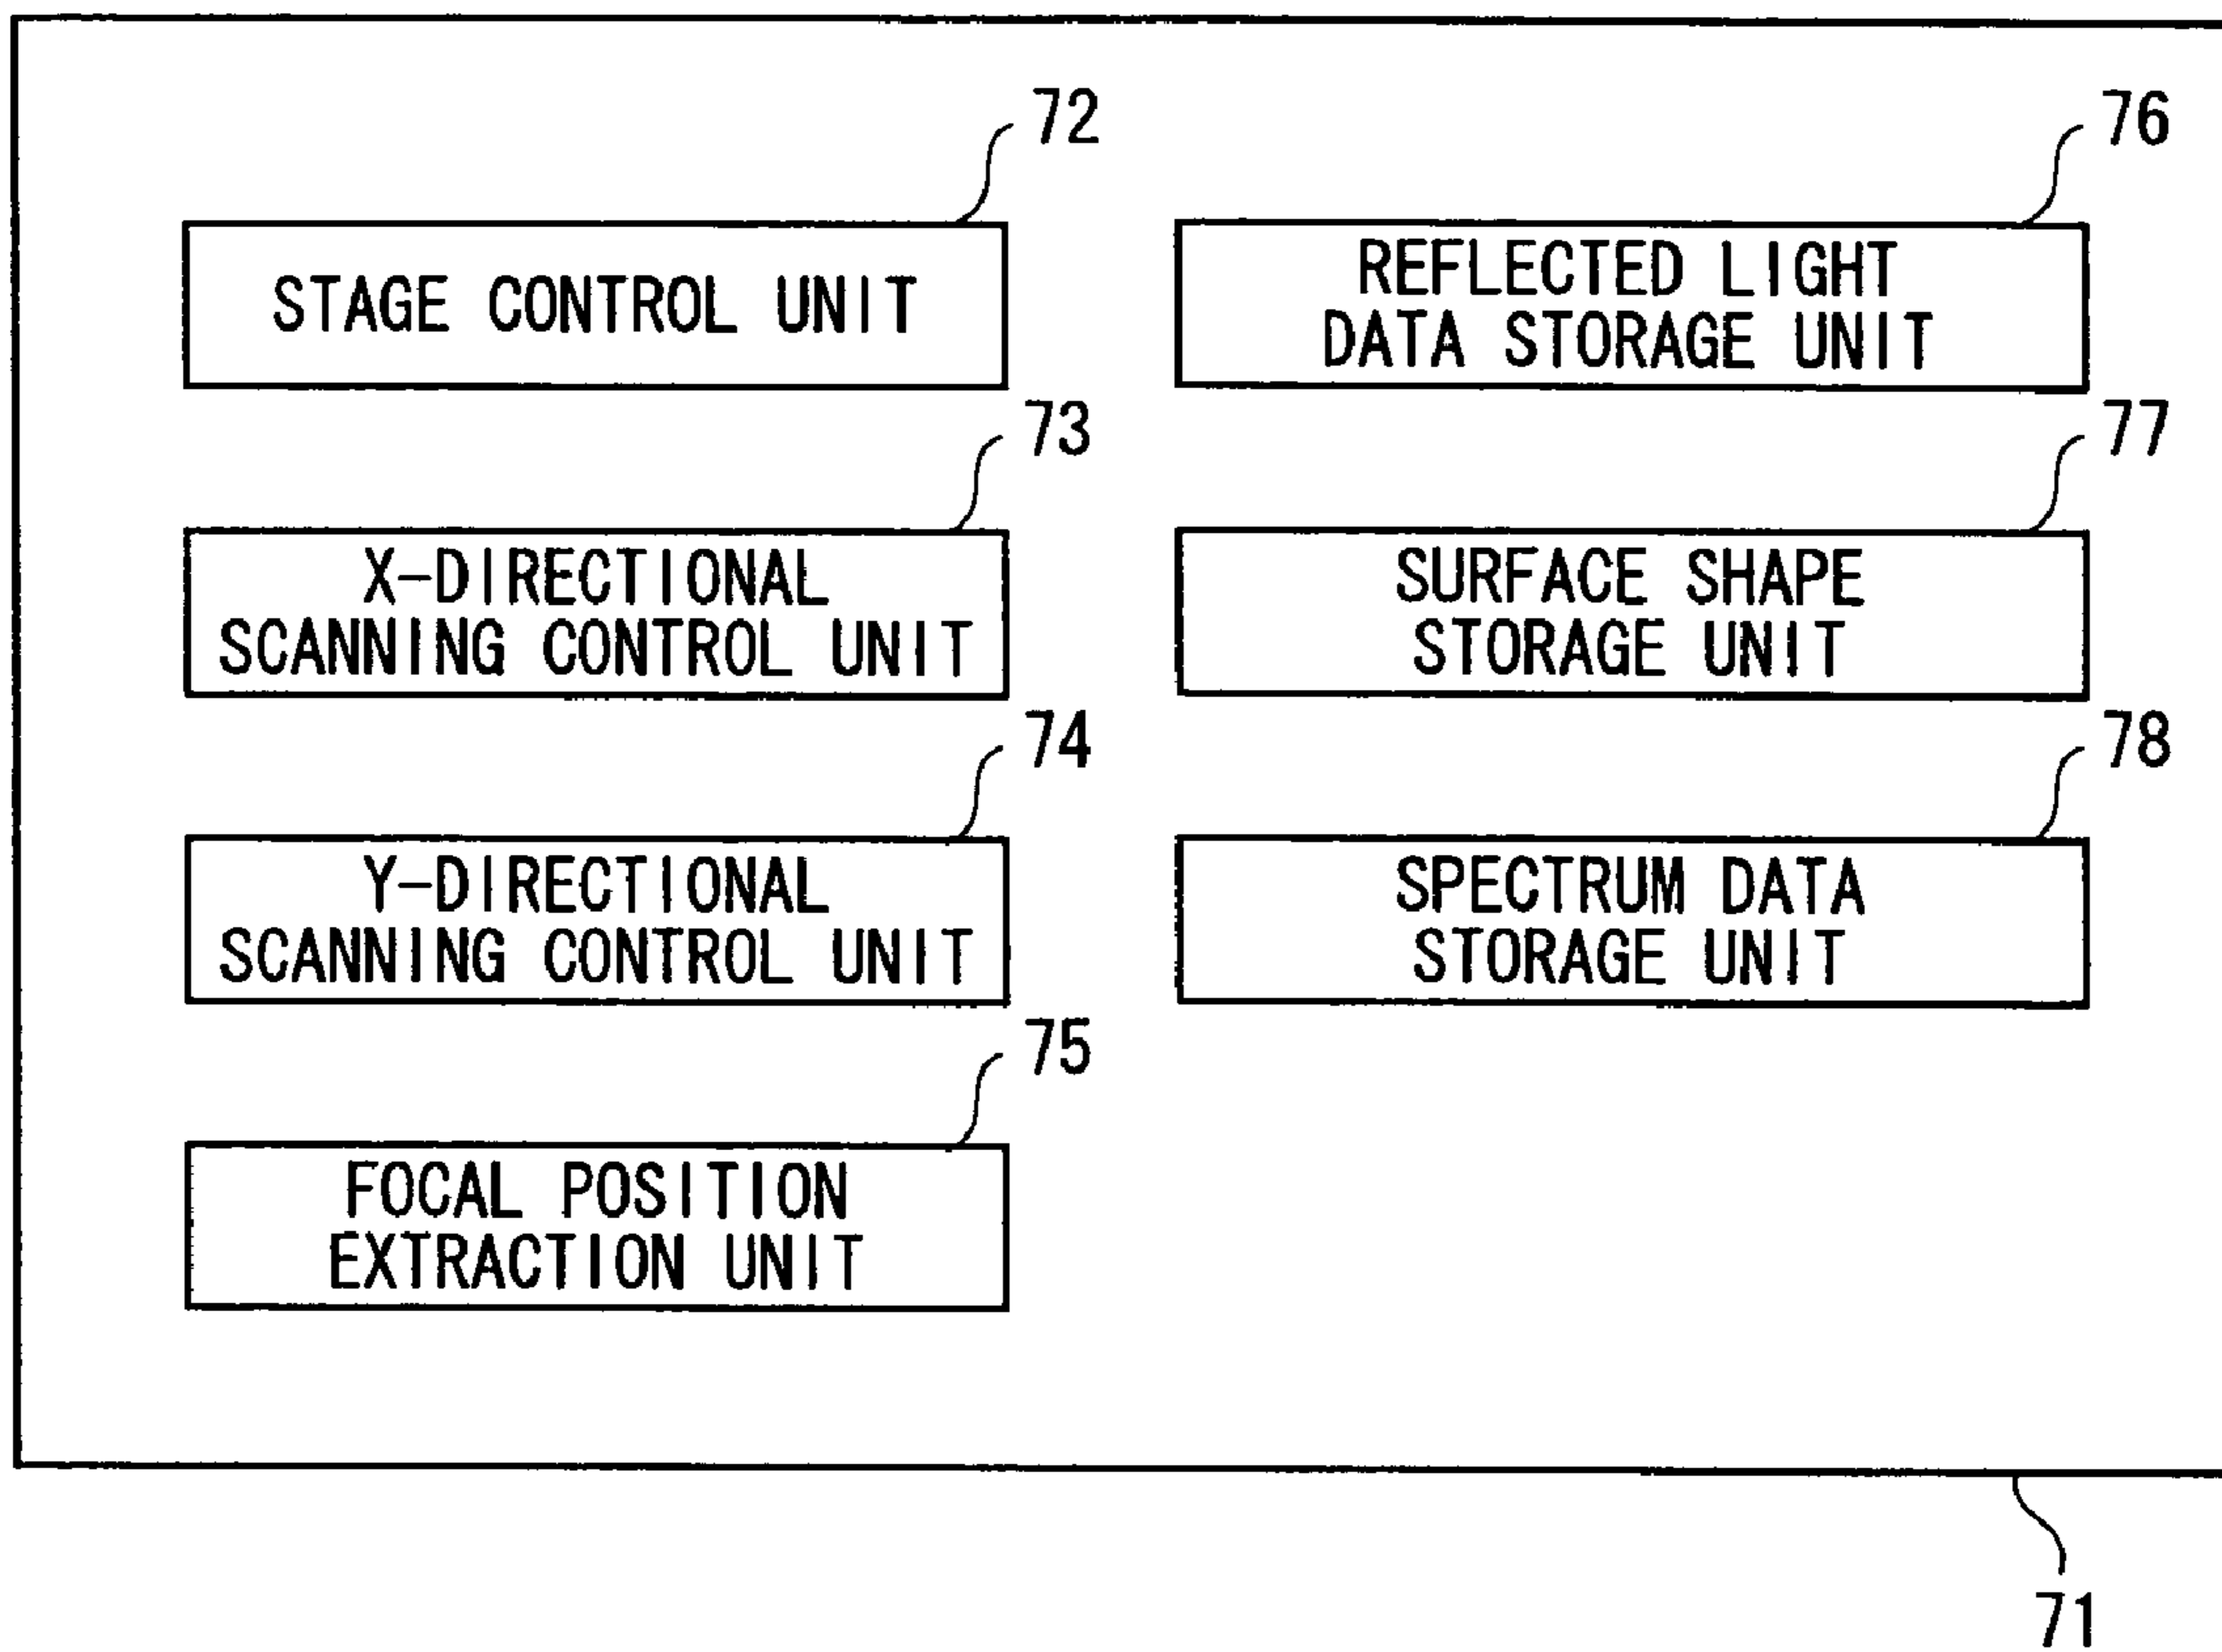 72
STAGE CONTROL UNIT
73
X-DIRECTIONAL
SCANNING CONTROL UNIT
74
Y-DIRECTIONAL
SCANNING CONTROL UNIT
75
FOCAL POSITION
EXTRACTION UNIT
76
REFLECTED LIGHT
DATA STORAGE UNIT
77
SURFACE SHAPE
STORAGE UNIT
78
SPECTRUM DATA
STORAGE UNIT
71